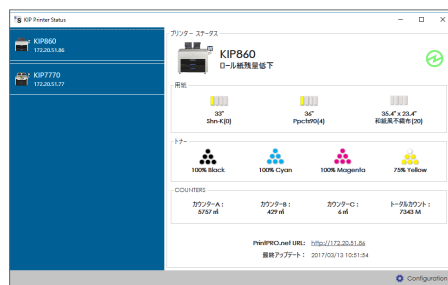 KIP Printer Status
KIP860
172.20.51.86
KIP7770
172.20.51.77
プリンター ステータス
KIP860
ロール紙残量低下
用紙
33"
Shn-K(0)
36"
Ppctr90(4)
35.4" x 23.4"
和紙風不織布(20)
トナー
100% Black
100% Cyan
100% Magenta
75% Yellow
COUNTERS
カウンターA :
5757 ㎡
カウンターB :
429 ㎡
カウンターC :
6 ㎡
トータルカウント :
7343 M
PrintPRO.net URL: http://172.20.51.86
最終アップデート : 2017/03/13 10:51:54
Configuration